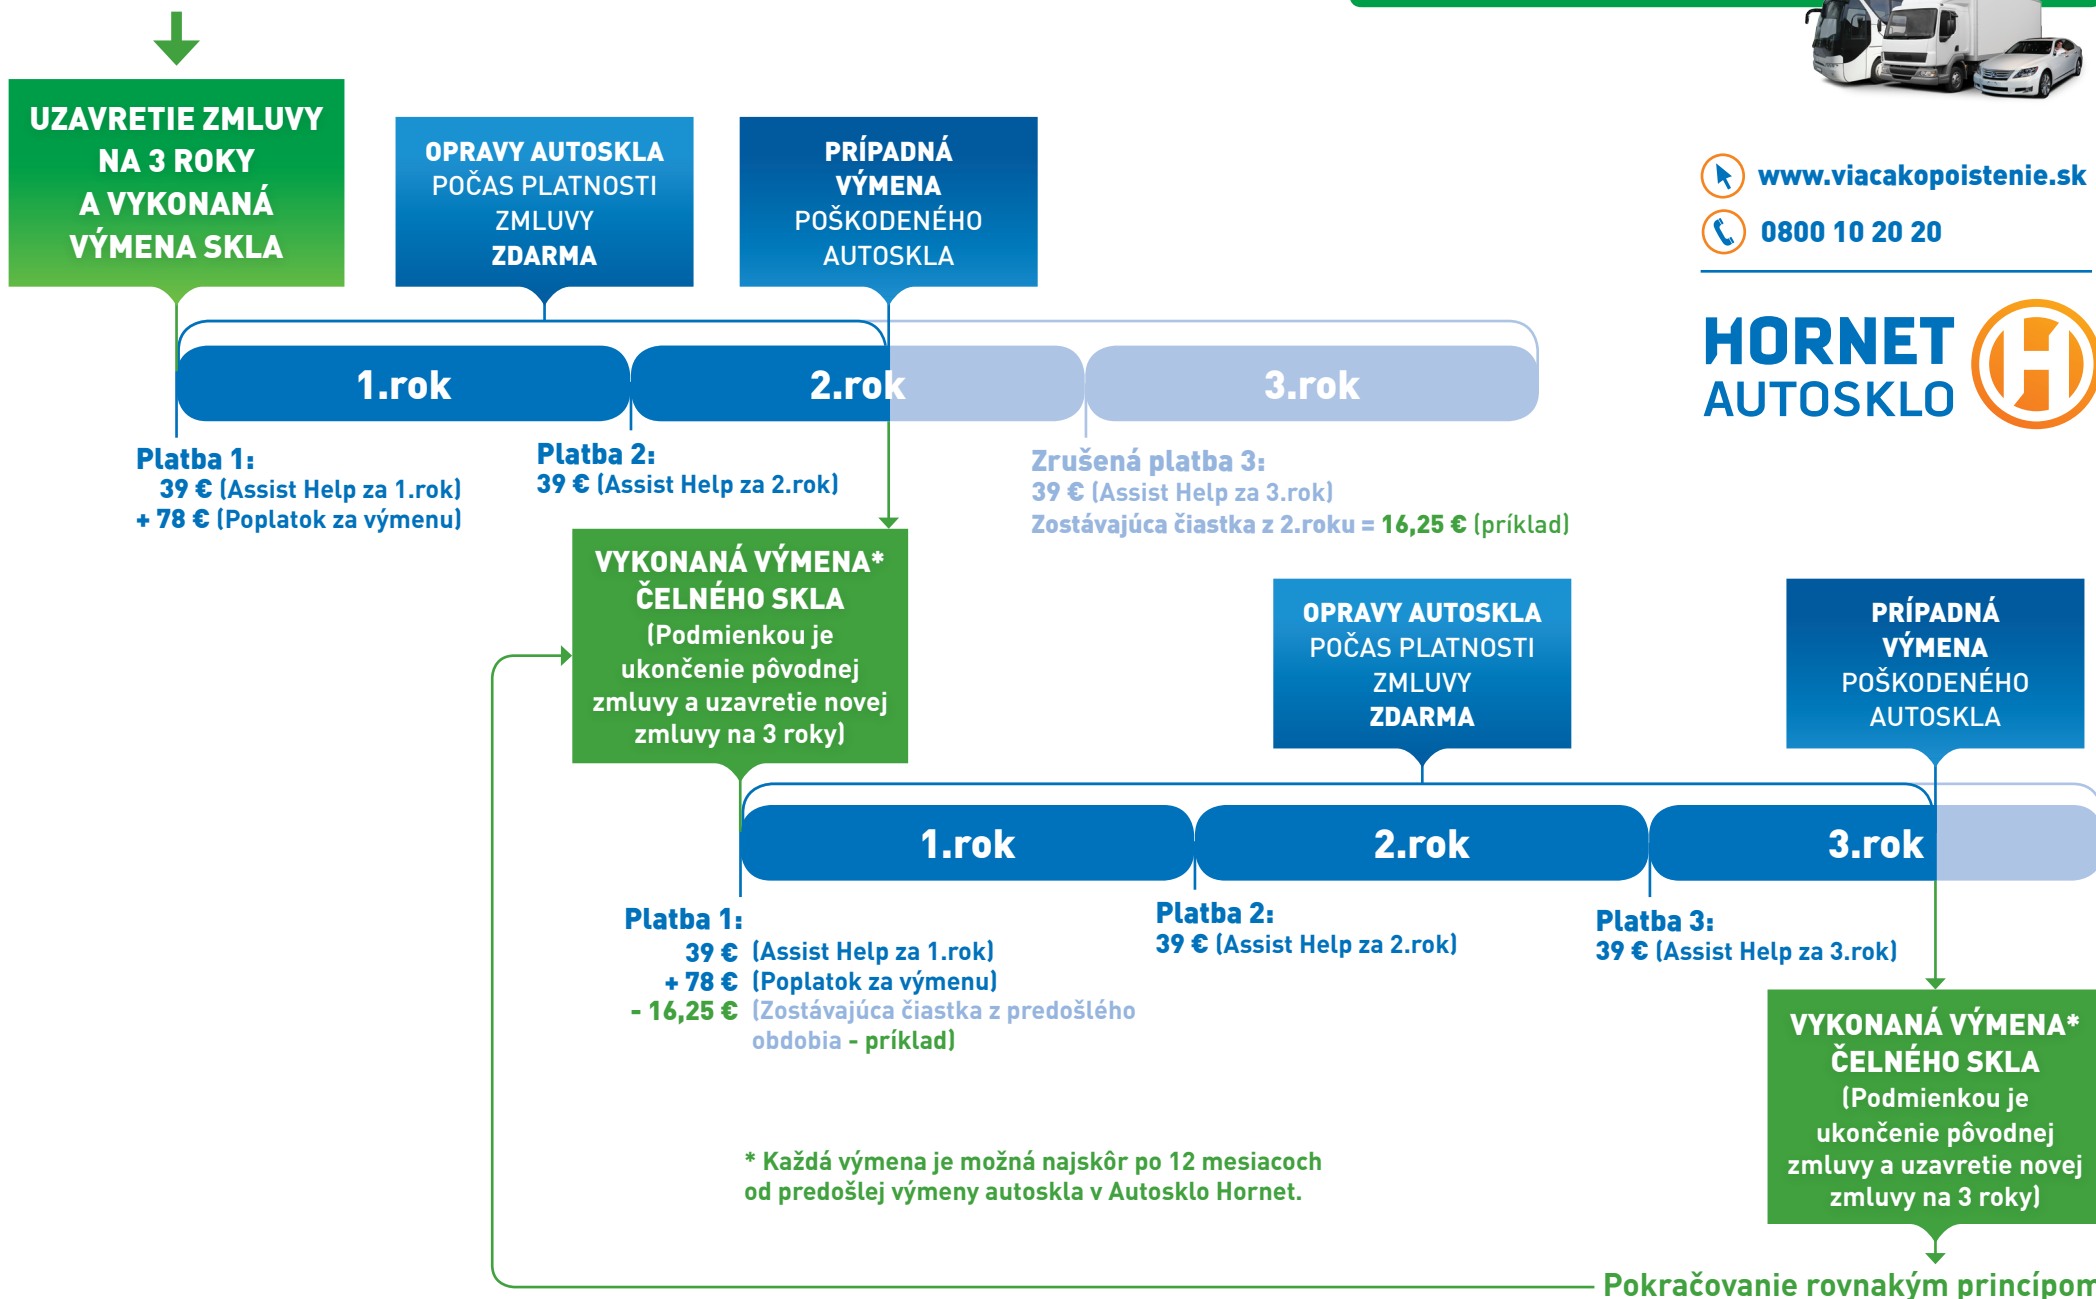 UZAVRETIE ZMLUVY
NA 3 ROKY
A VYKONANÁ
VÝMENA SKLA
OPRAVY AUTOSKLA
POČAS PLATNOSTI
ZMLUVY
ZDARMA
PRÍPADNÁ
VÝMENA
POŠKODENÉHO
AUTOSKLA
www.viacakopoistenie.sk
0800 10 20 20
HORNET
AUTOSKLO
1.rok
2.rok
3.rok
Platba 1:
39 € (Assist Help za 1.rok)
+ 78 € (Poplatok za výmenu)
Platba 2:
39 € (Assist Help za 2.rok)
Zrušená platba 3:
39 € (Assist Help za 3.rok)
Zostávajúca čiastka z 2.roku = 16,25 € (príklad)
VYKONANÁ VÝMENA*
ČELNÉHO SKLA
(Podmienkou je
ukončenie pôvodnej
zmluvy a uzavretie novej
zmluvy na 3 roky)
OPRAVY AUTOSKLA
POČAS PLATNOSTI
ZMLUVY
ZDARMA
PRÍPADNÁ
VÝMENA
POŠKODENÉHO
AUTOSKLA
1.rok
2.rok
3.rok
Platba 1:
39 € (Assist Help za 1.rok)
+ 78 € (Poplatok za výmenu)
- 16,25 € (Zostávajúca čiastka z predošlého
obdobia - príklad)
Platba 2:
39 € (Assist Help za 2.rok)
Platba 3:
39 € (Assist Help za 3.rok)
VYKONANÁ VÝMENA*
ČELNÉHO SKLA
(Podmienkou je
ukončenie pôvodnej
zmluvy a uzavretie novej
zmluvy na 3 roky)
* Každá výmena je možná najskôr po 12 mesiacoch
od predošlej výmeny autoskla v Autosklo Hornet.
Pokračovanie rovnakým princípom